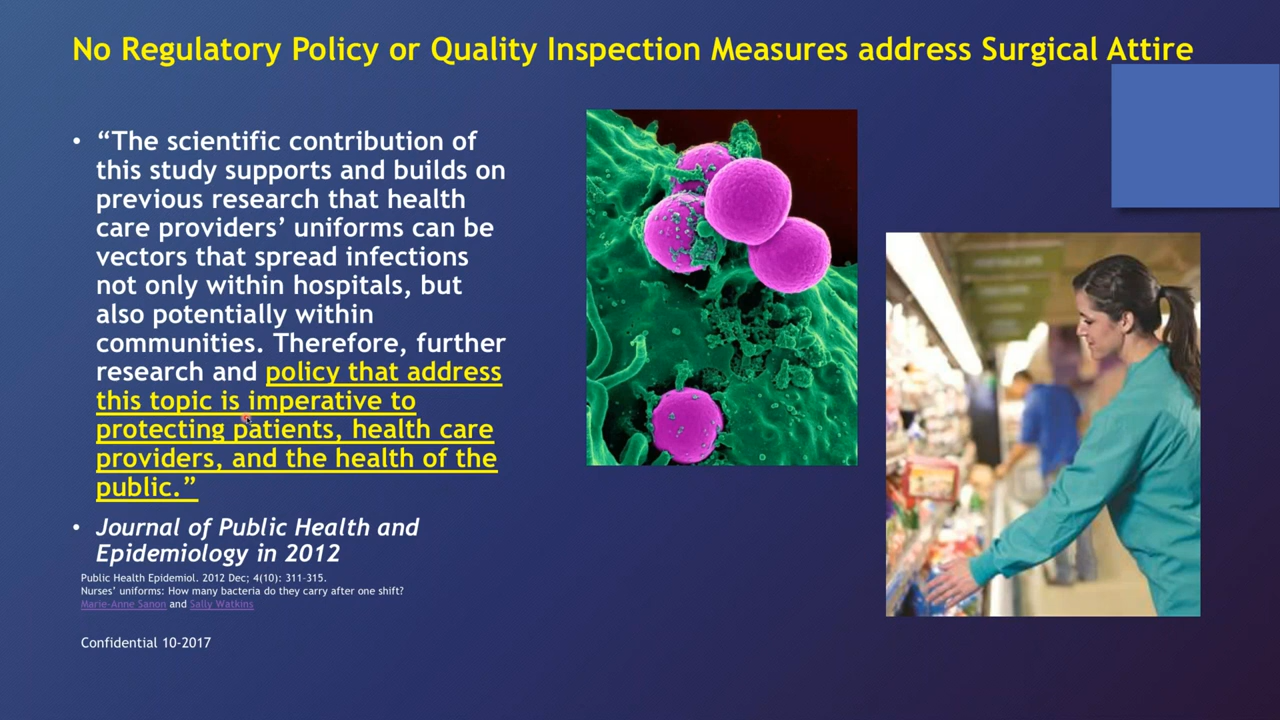 No Regulatory Policy or Quality Inspection Measures address Surgical Attire
• “The scientific contribution of
this study supports and builds on
previous research that health
care providers’ uniforms can be
vectors that spread infections
not only within hospitals, but
also potentially within
communities. Therefore, further
research and policy that address
this topic is imperative to
protecting patients, health care
providers, and the health of the
public.”
• Journal of Public Health and
Epidemiology in 2012
Public Health Epidemiol. 2012 Dec; 4(10): 311–315.
Nurses’ uniforms: How many bacteria do they carry after one shift?
Marie-Anne Sanon and Sally Watkins
Confidential 10-2017